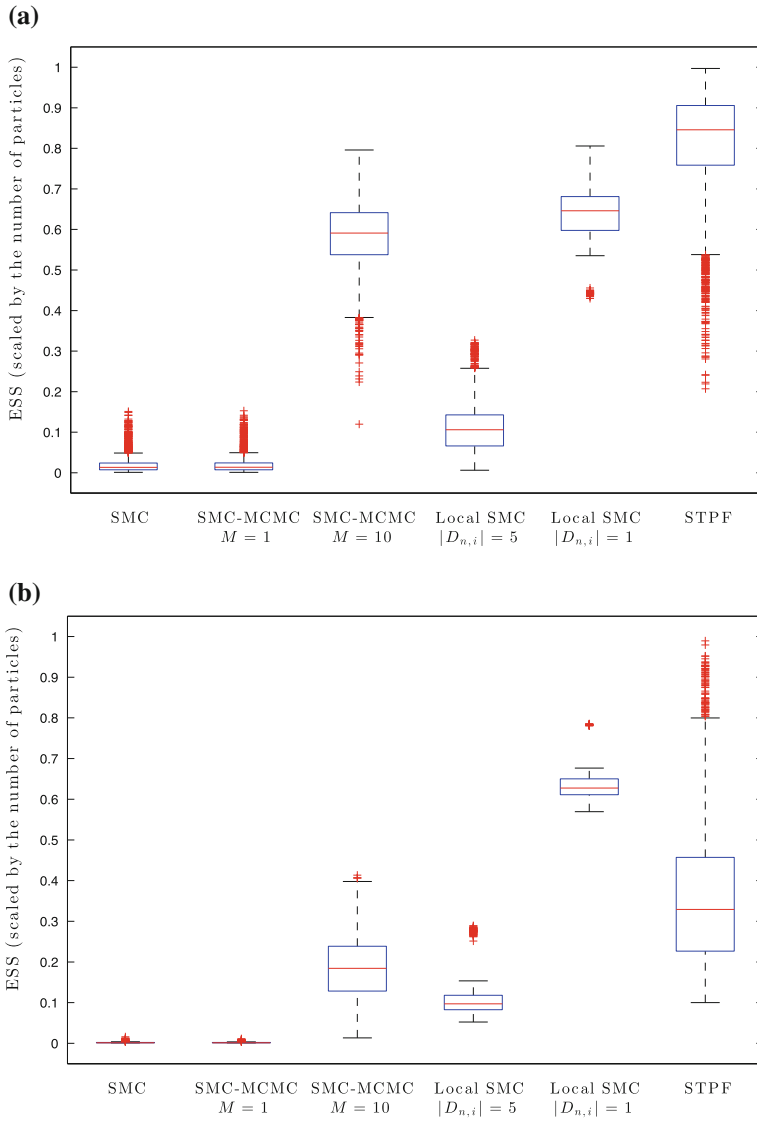 (a)
ESS (scaled by the number of particles)
1
0.9
0.8
0.7
0.6
0.5
0.4
0.3
0.2
0.1
0
SMC SMC-MCMC SMC-MCMC Local SMC Local SMC STPF
M = 1 M = 10 |D_{n,i}| = 5 |D_{n,i}| = 1
(b)
ESS (scaled by the number of particles)
1
0.9
0.8
0.7
0.6
0.5
0.4
0.3
0.2
0.1
0
SMC SMC-MCMC SMC-MCMC Local SMC Local SMC STPF
M = 1 M = 10 |D_{n,i}| = 5 |D_{n,i}| = 1